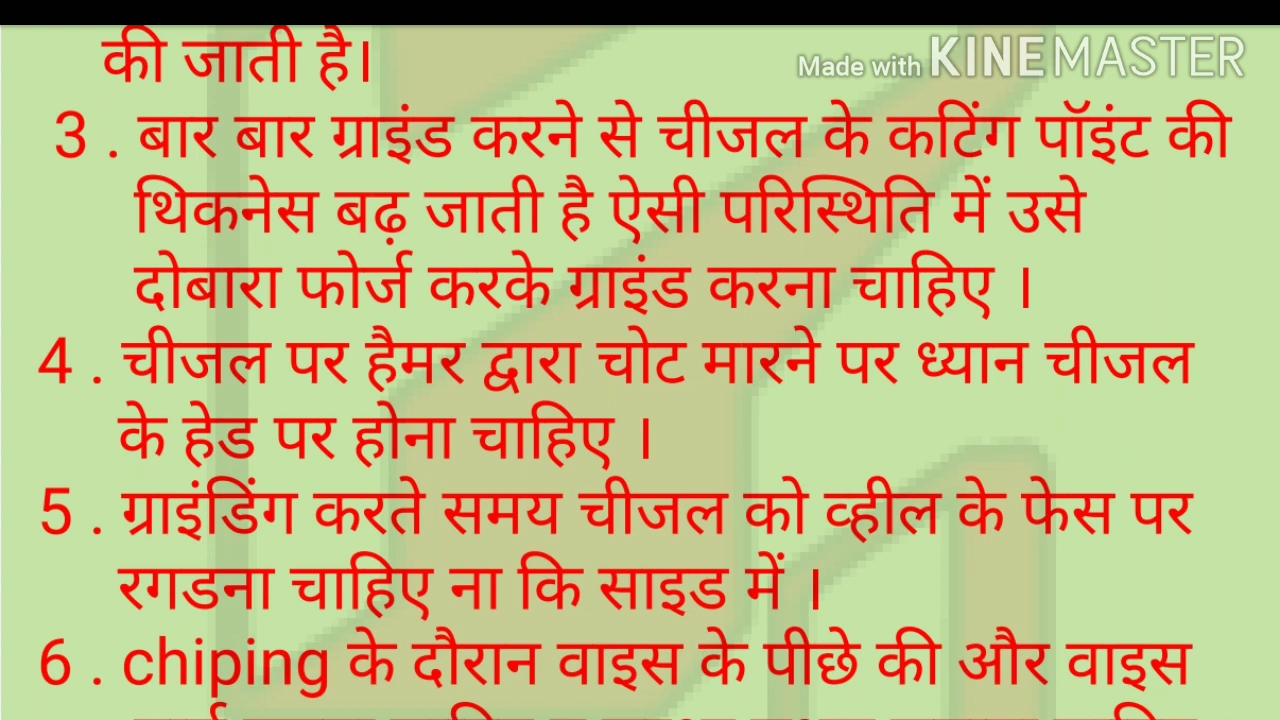 की जाती है।
Made with KINEMASTER
3 . बार बार ग्राइंड करने से चीजल के कटिंग पॉइंट की
थिकनेस बढ़ जाती है ऐसी परिस्थिति में उसे
दोबारा फोर्ज करके ग्राइंड करना चाहिए ।
4 . चीजल पर हैमर द्वारा चोट मारने पर ध्यान चीजल
के हेड पर होना चाहिए ।
5 . ग्राइंडिंग करते समय चीजल को व्हील के फेस पर
रगडना चाहिए ना कि साइड में ।
6 . chiping के दौरान वाइस के पीछे की और वाइस